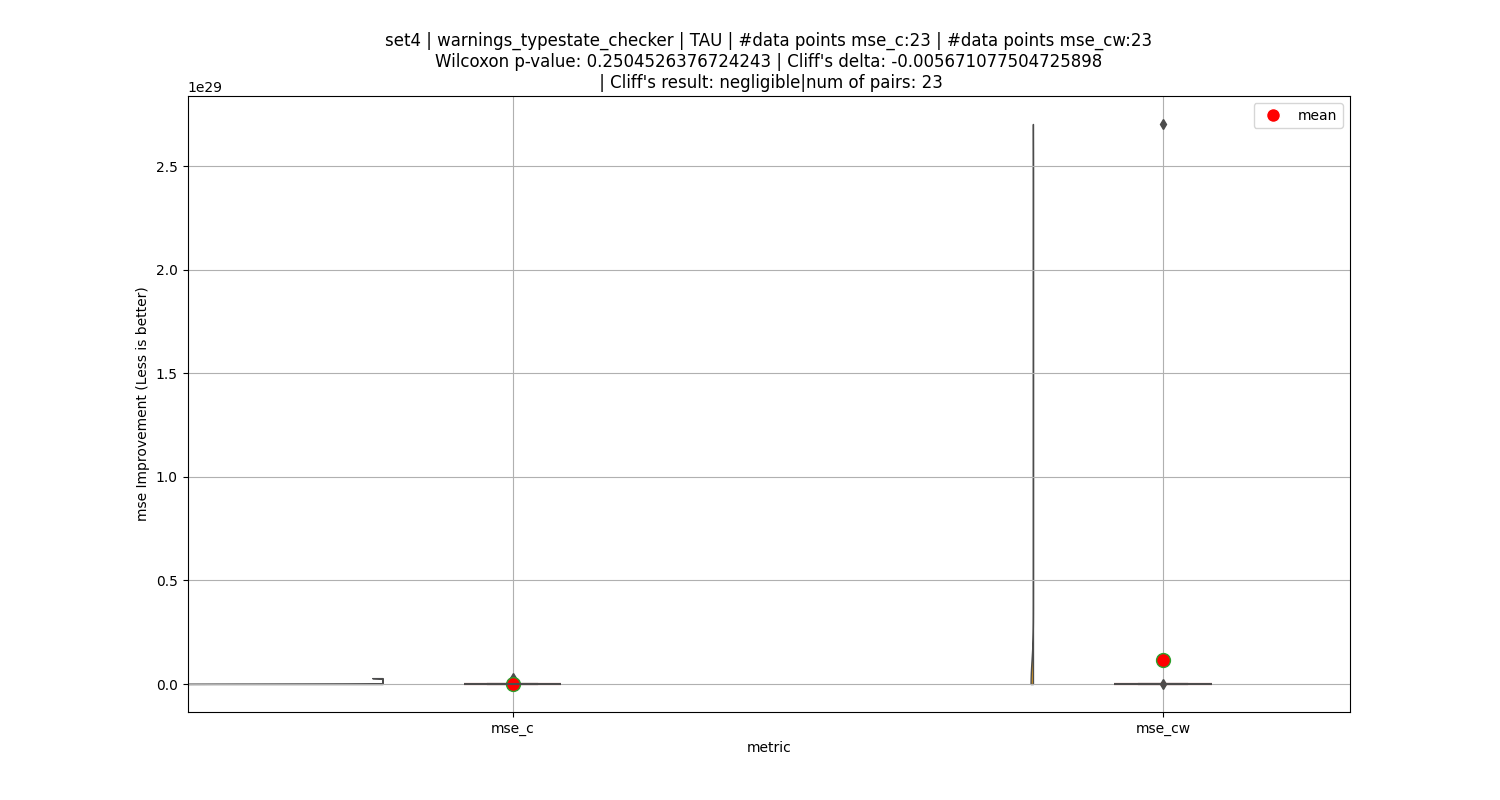 set4 | warnings_typestate_checker | TAU | #data points mse_c:23 | #data points mse_cw:23
Wilcoxon p-value: 0.2504526376724243 | Cliff's delta: -0.005671077504725898
| Cliff's result: negligible|num of pairs: 23
1e29
mean
2.5
2.0
1.5
1.0
0.5
0.0
mse Improvement (Less is better)
mse_c
mse_cw
metric